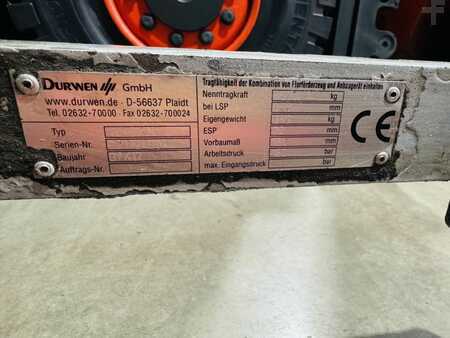 DURWEN GmbH
www.durwen.de · D-56637 Plaidt
Tel. 02632-70000 · Fax 02632-700024
Typ
Serien-Nr.
Baujahr
Auftrags-Nr.
Tragfähigkeit der Kombination von Flurförderzeug und Anbaugerät einhalten
Nenntragkraft kg
bei LSP mm
Eigengewicht kg
ESP mm
Vorbaumaß mm
Arbeitsdruck bar
max. Eingangsdruck bar
CE
F